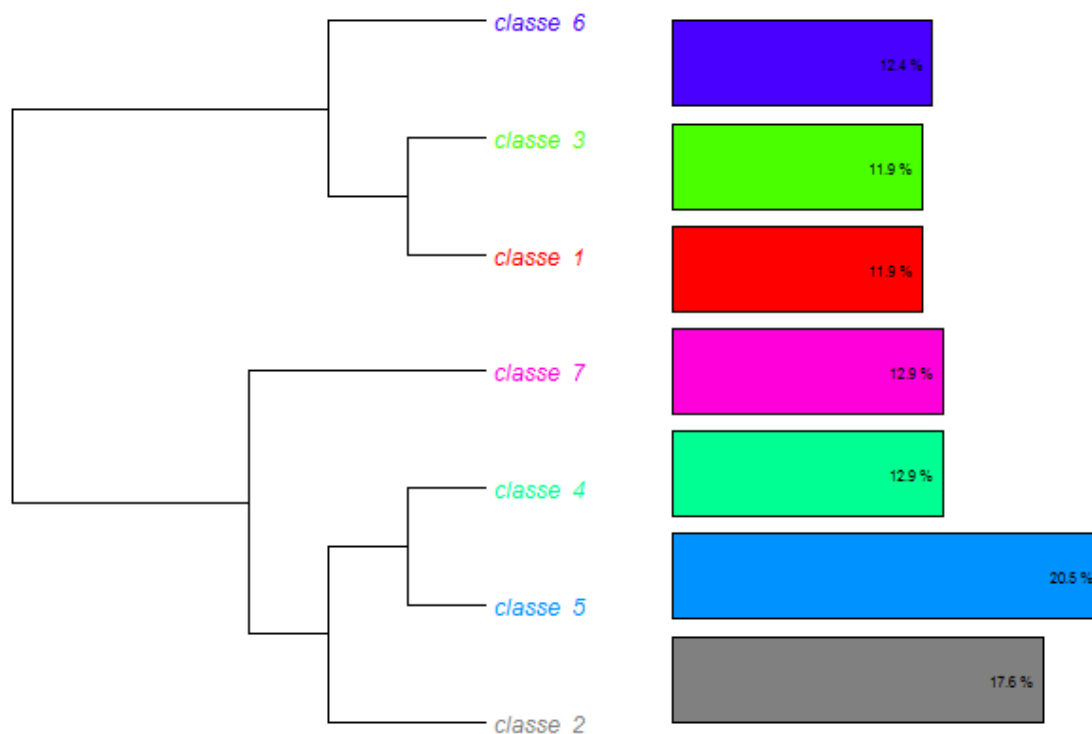 classe 6
12.4 %
classe 3
11.9 %
classe 1
11.9 %
classe 7
12.9 %
classe 4
12.9 %
classe 5
20.5 %
classe 2
17.6 %